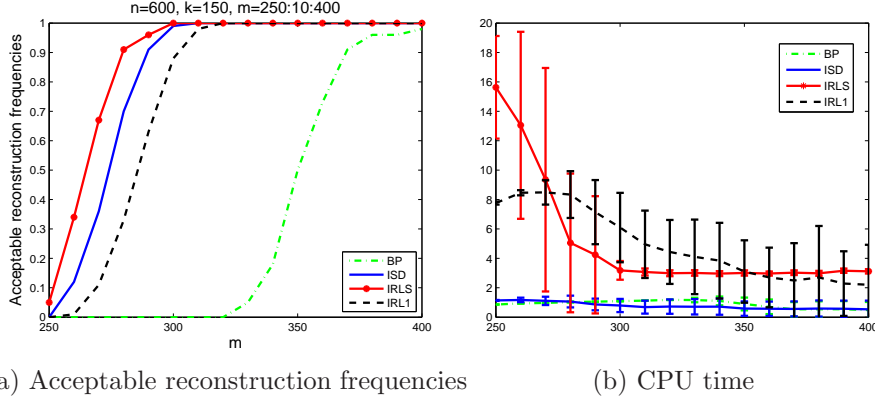 n=600, k=150, m=250:10:400
Acceptable reconstruction frequencies
1
0.9
0.8
0.7
0.6
0.5
0.4
0.3
0.2
0.1
0
250
300
350
400
m
BP
ISD
IRLS
IRL1
20
18
16
14
12
10
8
6
4
2
0
250
300
350
400
BP
ISD
IRLS
IRL1
a) Acceptable reconstruction frequencies
(b) CPU time